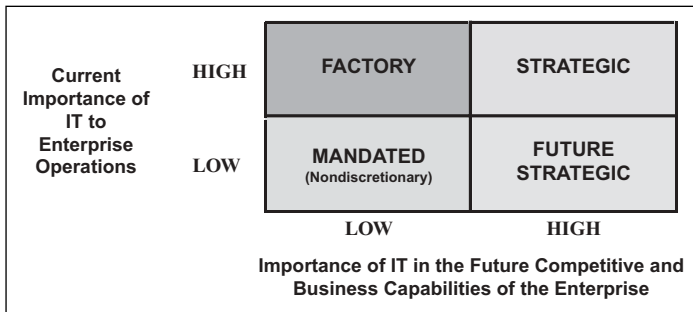 Current
Importance of
IT to
Enterprise
Operations
HIGH
FACTORY
STRATEGIC
LOW
MANDATED
(Nondiscretionary)
FUTURE
STRATEGIC
LOW
HIGH
Importance of IT in the Future Competitive and
Business Capabilities of the Enterprise